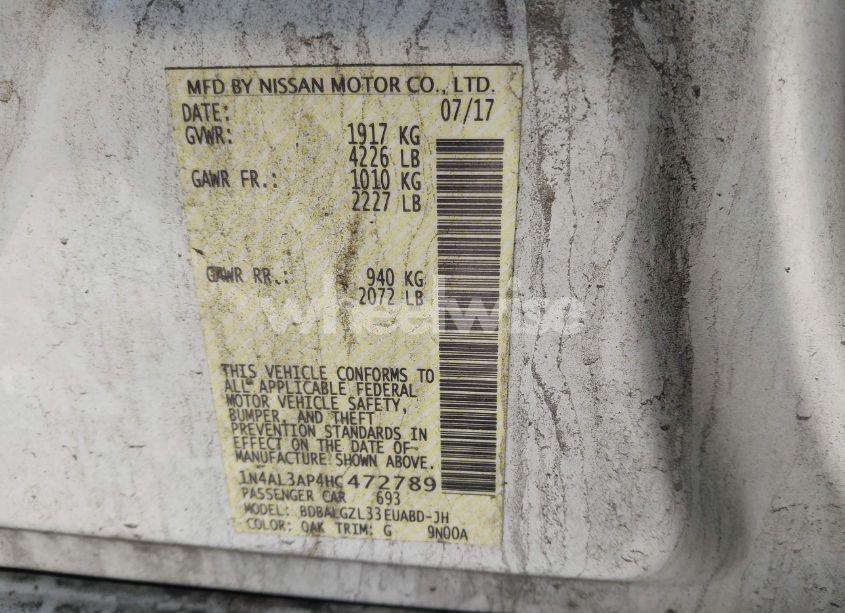 MFD BY NISSAN MOTOR CO., LTD.
DATE: 07/17
GVWR: 1917 KG
4226 LB
GAWR FR.: 1010 KG
2227 LB
GAWR RR.: 940 KG
2072 LB
wheelwise
THIS VEHICLE CONFORMS TO
ALL APPLICABLE FEDERAL
MOTOR VEHICLE SAFETY,
BUMPER, AND THEFT
PREVENTION STANDARDS IN
EFFECT ON THE DATE OF
MANUFACTURE SHOWN ABOVE.
1N4AL3AP4HC472789
PASSENGER CAR 693
MODEL: BDBALGZL33EUABD-JH
COLOR: QAK TRIM: G 9N00A